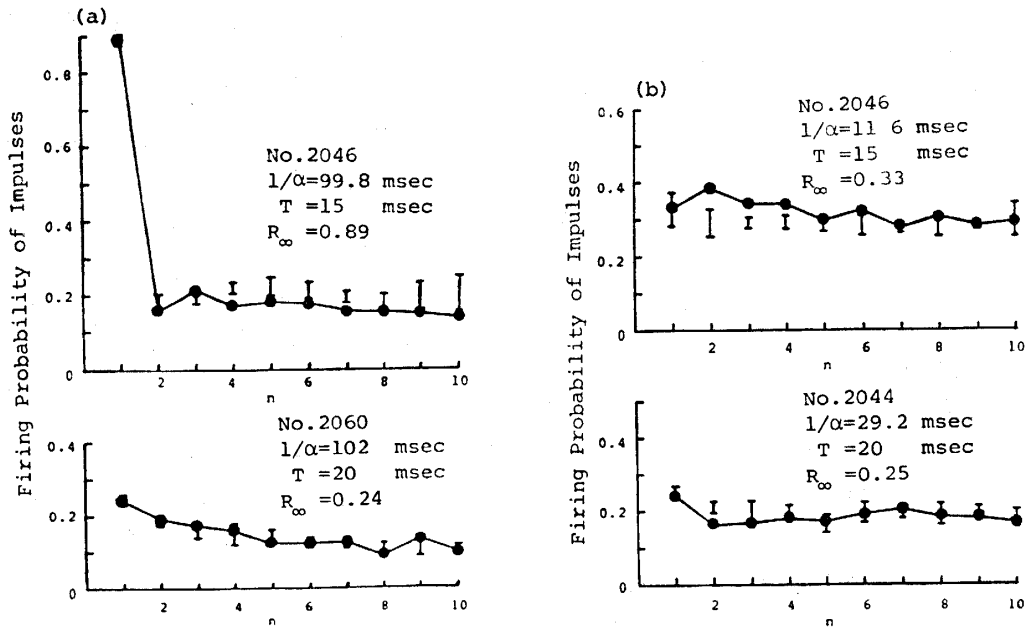 (a)
Firing Probability of Impulses
0.8
0.6
0.4
0.2
0
No.2046
1/α=99.8 msec
T =15 msec
R∞ =0.89
2 4 6 8 10
n
0.4
0.2
0
No.2060
1/α=102 msec
T =20 msec
R∞ =0.24
2 4 6 8 10
n
(b)
Firing Probability of Impulses
0.6
0.4
0.2
0
No.2046
1/α=11 6 msec
T =15 msec
R∞ =0.33
2 4 6 8 10
n
0.4
0.2
0
No.2044
1/α=29.2 msec
T =20 msec
R∞ =0.25
2 4 6 8 10
n